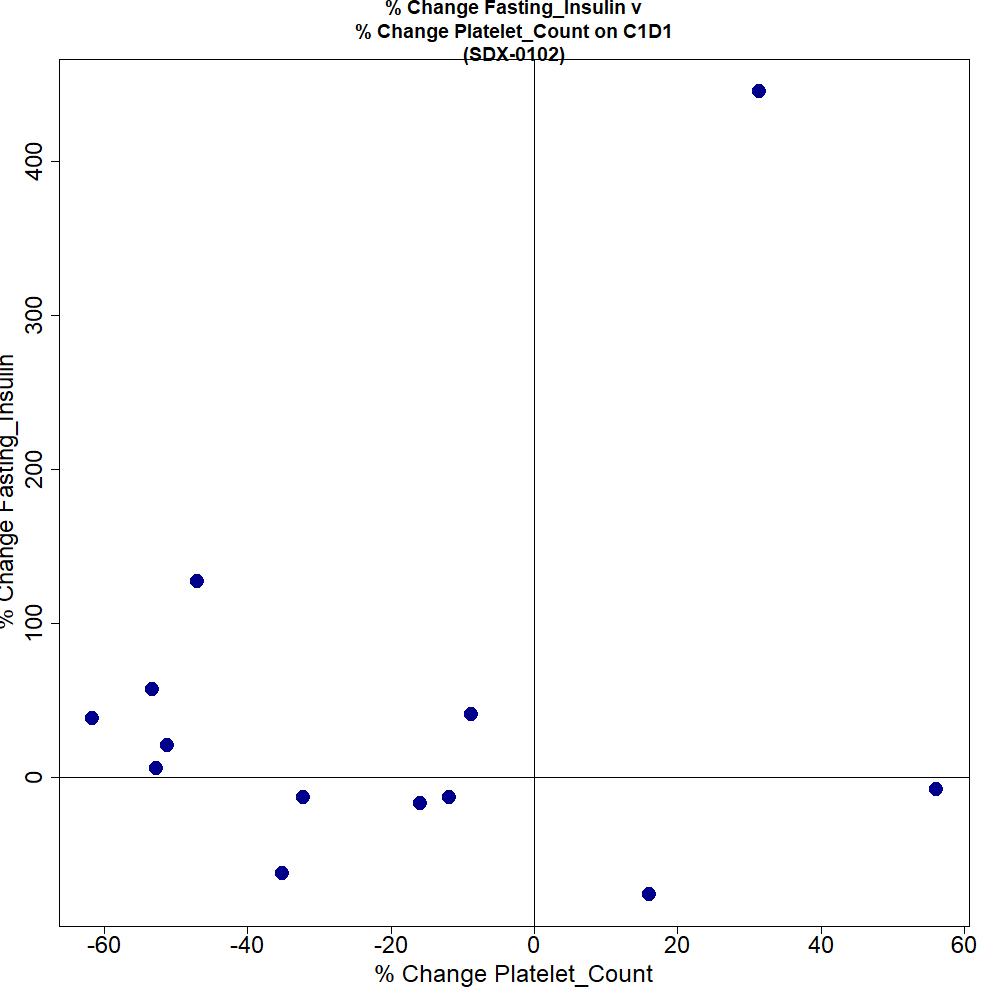 % Change Fasting_Insulin v
% Change Platelet_Count on C1D1
(SDX-0102)
% Change Fasting_Insulin
400
300
200
100
0
-60 -40 -20 0 20 40 60
% Change Platelet_Count